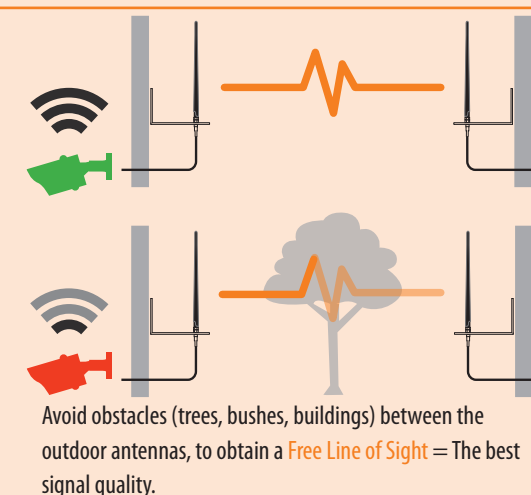 Avoid obstacles (trees, bushes, buildings) between the
outdoor antennas, to obtain a Free Line of Sight = The best
signal quality.